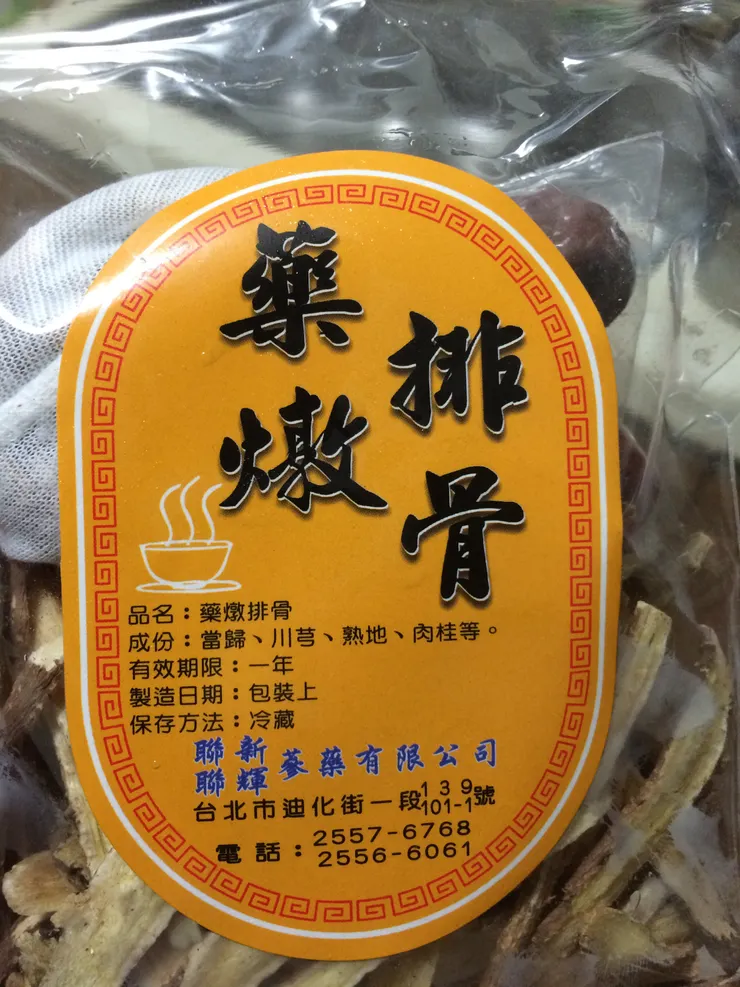 藥燉
排骨
品名：藥燉排骨
成份：當歸、川芎、熟地、肉桂等。
有效期限：一年
製造日期：包裝上
保存方法：冷藏
聯新
聯輝
蔘藥有限公司
台北市迪化街一段139
101-1號
電話：2557-6768
2556-6061